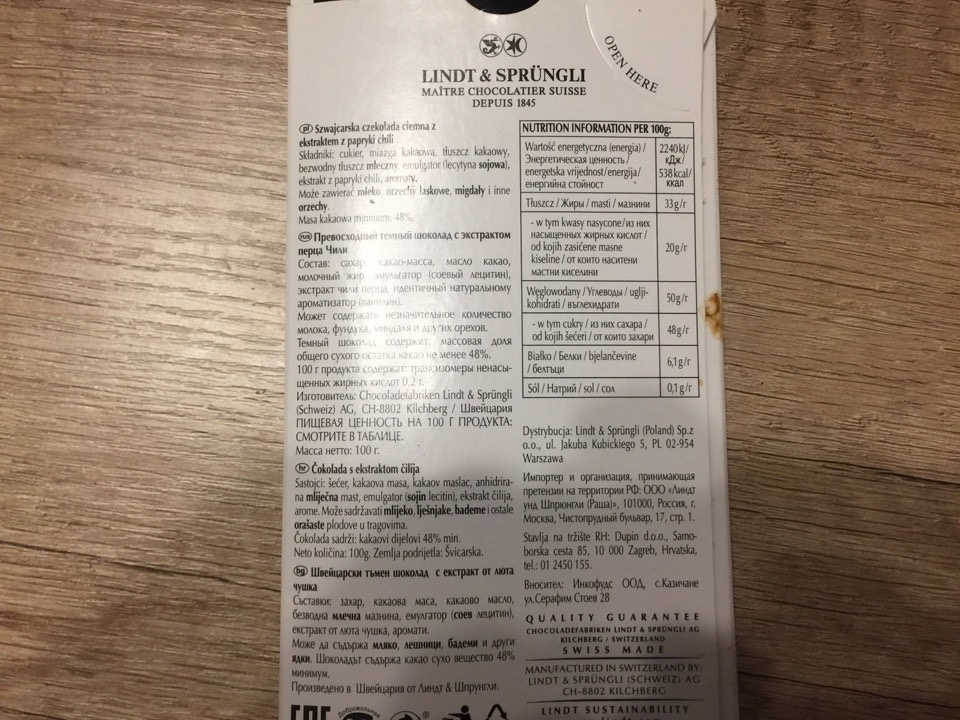 LINDT & SPRÜNGLI
MAÎTRE CHOCOLATIER SUISSE
DEPUIS 1845
OPEN HERE
PL Szwajcarska czekolada ciemna z
ekstraktem z papryki chili
Składniki: cukier, miazga kakaowa, tłuszcz kakaowy,
bezwodny tłuszcz mleczny, emulgator (lecytyna sojowa),
ekstrakt z papryki chili, aromaty.
Może zawierać mleko, orzechy laskowe, migdały i inne
orzechy.
Masa kakaowa minimum: 48%.
RUS Превосходный темный шоколад с экстрактом
перца Чили
Состав: сахар, какао-масса, масло какао,
молочный жир, эмульгатор (соевый лецитин),
экстракт чили перца, идентичный натуральному
ароматизатор (ванилин).
Может содержать незначительное количество
молока, фундука, миндаля и других орехов.
Темный шоколад содержит: массовая доля
общего сухого остатка какао не менее 48%.
100 г продукта содержат: трансизомеры ненасы-
щенных жирных кислот 0,2 г.
Изготовитель: Chocoladefabriken Lindt & Sprüngli
(Schweiz) AG, CH-8802 Kilchberg / Швейцария
ПИЩЕВАЯ ЦЕННОСТЬ НА 100 Г ПРОДУКТА:
СМОТРИТЕ В ТАБЛИЦЕ.
Масса нетто: 100 г.
hr Čokolada s ekstraktom čilija
Sastojci: šećer, kakaova masa, kakaov maslac, anhidrira-
na mliječna mast, emulgator (sojin lecitin), ekstrakt čilija,
arome. Može sadržavati mlijeko, lješnjake, bademe i ostale
orašaste plodove u tragovima.
Čokolada sadrži: kakaovi dijelovi 48% min.
Neto količina: 100g. Zemlja podrijetla: Švicarska.
bg Швейцарски тъмен шоколад с екстракт от люта
чушка
Съставки: захар, какаова маса, какаово масло,
безводна млечна мазнина, емулгатор (соев лецитин),
екстракт от люта чушка, аромати.
Може да съдържа мляко, лешници, бадеми и други
ядки. Шоколадът съдържа какао сухо вещество 48%
минимум.
Произведено в Швейцария от Линдт & Шпрунгли.
NUTRITION INFORMATION PER 100g:
Wartość energetyczna (energia) / 2240 kJ/
Энергетическая ценность / кДж/
energetska vrijednost/energija/ 538 kcal/
енергийна стойност ккал
Tłuszcz / Жиры / masti / мазнини 33 g/г
- w tym kwasy nasycone/из них
насыщенных жирных кислот /
od kojih zasićene masne 20 g/г
kiseline / от които наситени
мастни киселини
Węglowodany / Углеводы / uglji- 50 g/г
kohidrati / въглехидрати
- w tym cukry / из них сахара / 48 g/г
od kojih šećeri / от които захари
Białko / Белки / bjelančevine 6,1 g/г
/ белтъци
Sól / Натрий / sol / сол 0,1 g/г
Dystrybucja: Lindt & Sprüngli (Poland) Sp.z
o.o., ul. Jakuba Kubickiego 5, PL 02-954
Warszawa
Импортер и организация, принимающая
претензии на территории РФ: ООО «Линдт
унд Шпрюнгли (Раша)», 101000, Россия, г.
Москва, Чистопрудный бульвар, 17, стр. 1.
Stavlja na tržište RH: Dupin d.o.o., Samo-
borska cesta 85, 10 000 Zagreb, Hrvatska,
tel.: 01 2450 155.
Вносител: Инкофудс ООД, с.Казичане
ул.Серафим Стоев 28
QUALITY GUARANTEE
CHOCOLADEFABRIKEN LINDT & SPRÜNGLI AG
KILCHBERG / SWITZERLAND
SWISS MADE
MANUFACTURED IN SWITZERLAND BY:
LINDT & SPRÜNGLI (SCHWEIZ) AG
CH-8802 KILCHBERG
LINDT SUSTAINABILITY
Добровольная